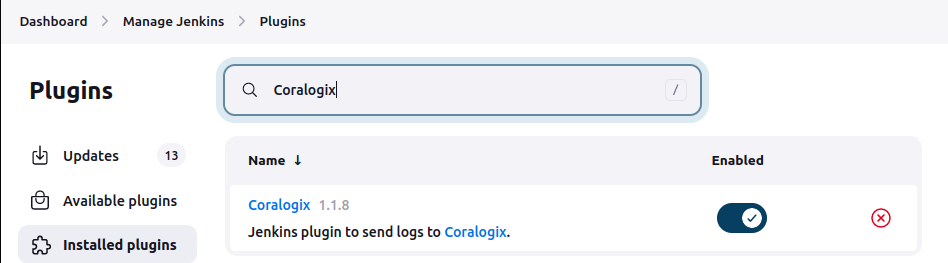 Dashboard > Manage Jenkins > Plugins
Plugins
Coralogix /
Updates 13
Available plugins
Installed plugins
Name ↓ Enabled
Coralogix 1.1.8
Jenkins plugin to send logs to Coralogix.